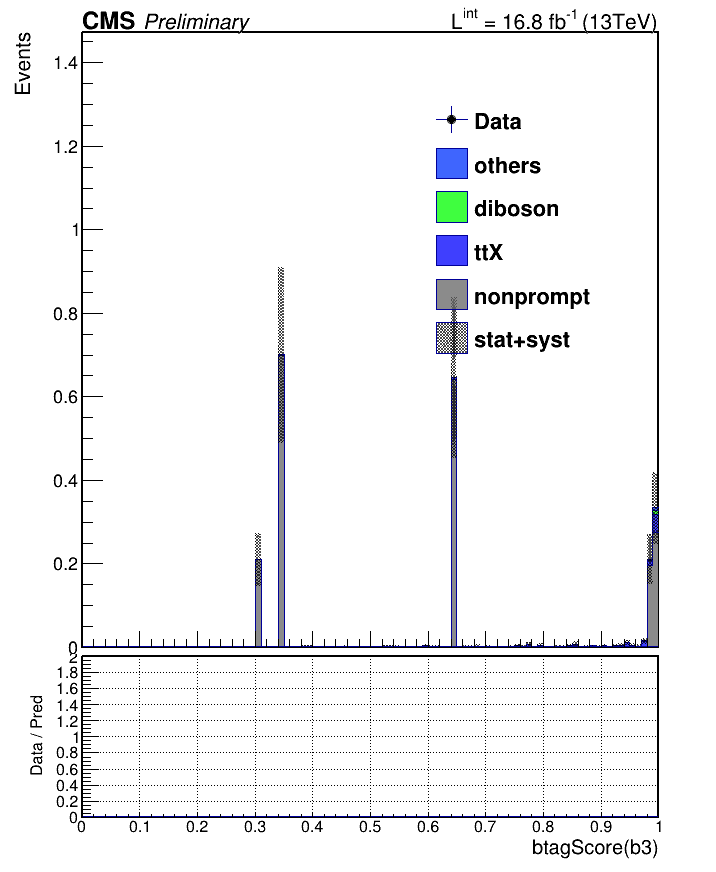 CMS Preliminary L^int = 16.8 fb^-1 (13TeV)
Events
1.4
1.2
1
0.8
0.6
0.4
0.2
0
Data
others
diboson
ttX
nonprompt
stat+syst
Data / Pred
2
1.8
1.6
1.4
1.2
1
0.8
0.6
0.4
0.2
0
0 0.1 0.2 0.3 0.4 0.5 0.6 0.7 0.8 0.9 1
btagScore(b3)